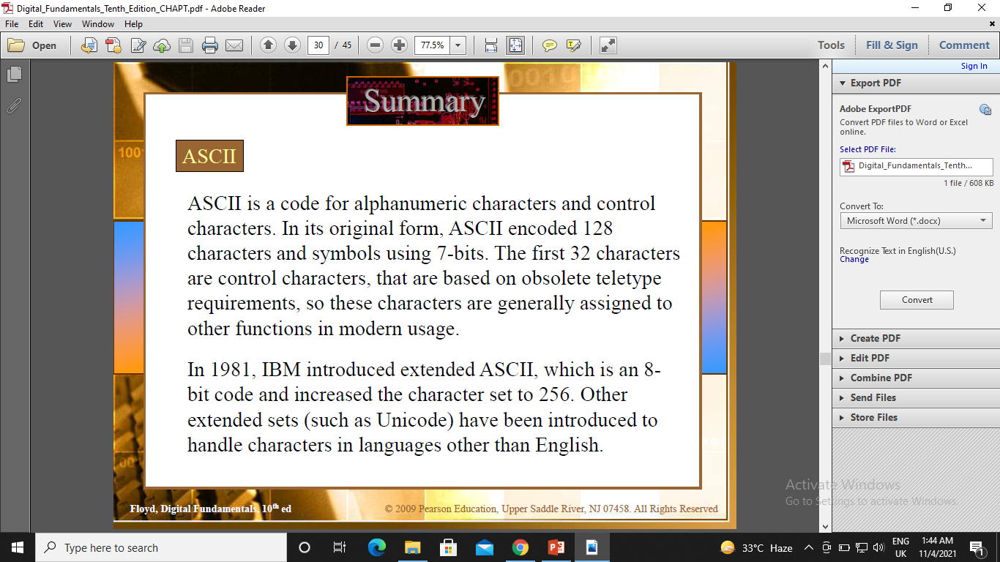 Digital_Fundamentals_Tenth_Edition_CHAPT.pdf - Adobe Reader
File Edit View Window Help
Open 30 / 45 77.5% Tools Fill & Sign Comment
Summary
ASCII
ASCII is a code for alphanumeric characters and control
characters. In its original form, ASCII encoded 128
characters and symbols using 7-bits. The first 32 characters
are control characters, that are based on obsolete teletype
requirements, so these characters are generally assigned to
other functions in modern usage.
In 1981, IBM introduced extended ASCII, which is an 8-
bit code and increased the character set to 256. Other
extended sets (such as Unicode) have been introduced to
handle characters in languages other than English.
Floyd, Digital Fundamentals, 10th ed
© 2009 Pearson Education, Upper Saddle River, NJ 07458. All Rights Reserved
Sign In
Export PDF
Adobe ExportPDF
Convert PDF files to Word or Excel
online.
Select PDF File:
Digital_Fundamentals_Tenth...
1 file / 608 KB
Convert To:
Microsoft Word (*.docx)
Recognize Text in English(U.S.)
Change
Convert
Create PDF
Edit PDF
Combine PDF
Send Files
Store Files
Activate Windows
Go to Settings to activate Windows.
Type here to search
33°C Haze
ENG
UK
1:44 AM
11/4/2021
1